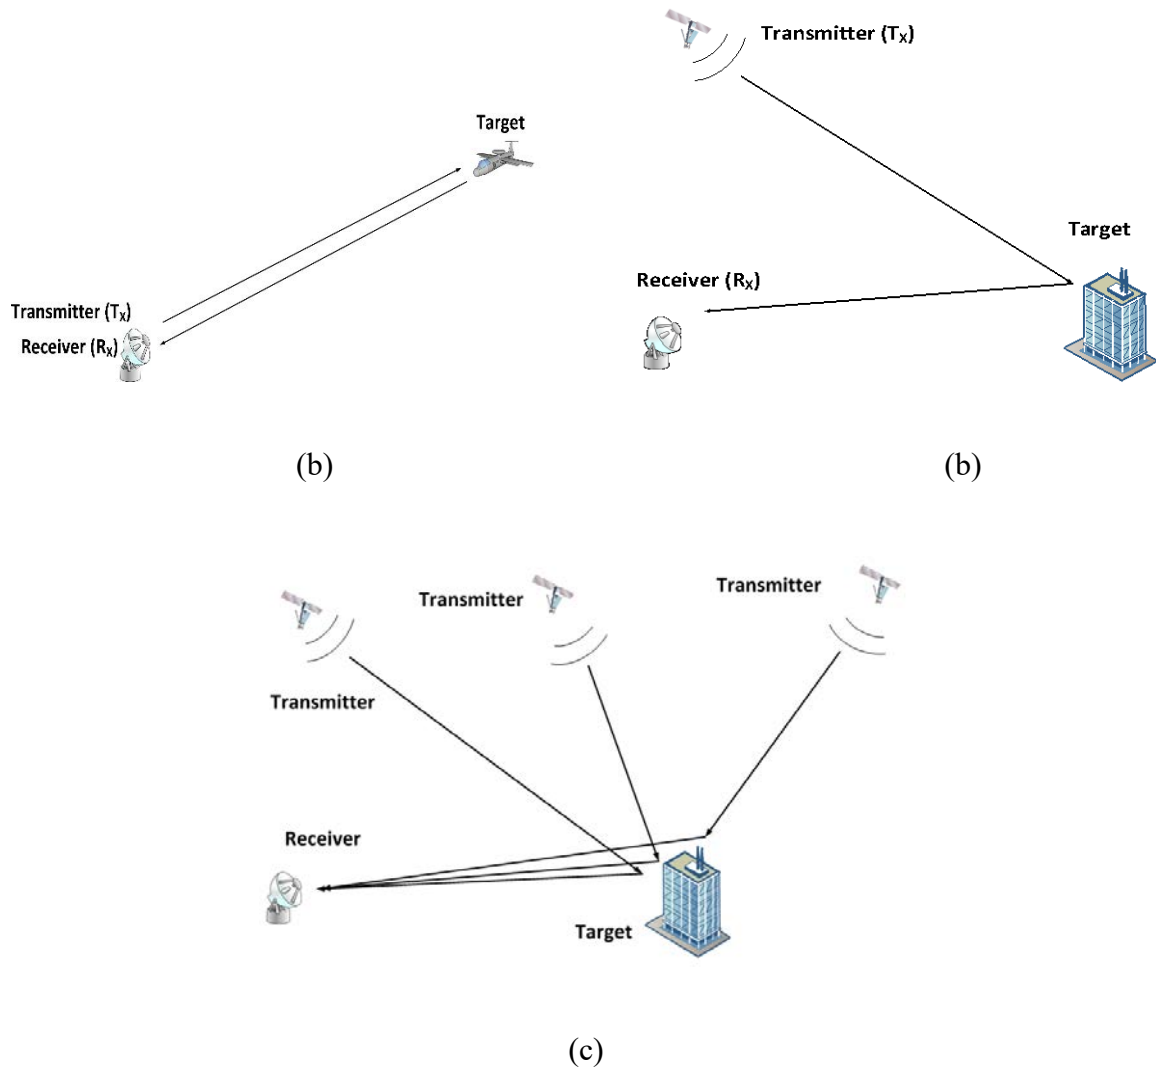 Target
Transmitter (Tx)
Receiver (Rx)
(b)
Transmitter (Tx)
Target
Receiver (Rx)
(b)
Transmitter
Transmitter
Transmitter
Receiver
Target
(c)